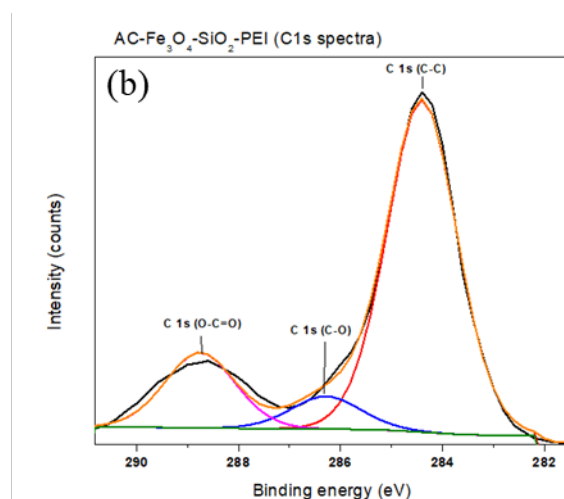 AC-Fe₃O₄-SiO₂-PEI (C1s spectra)
(b)
C 1s (C-C)
C 1s (O-C=O)
C 1s (C-O)
Intensity (counts)
290
288
286
284
282
Binding energy (eV)